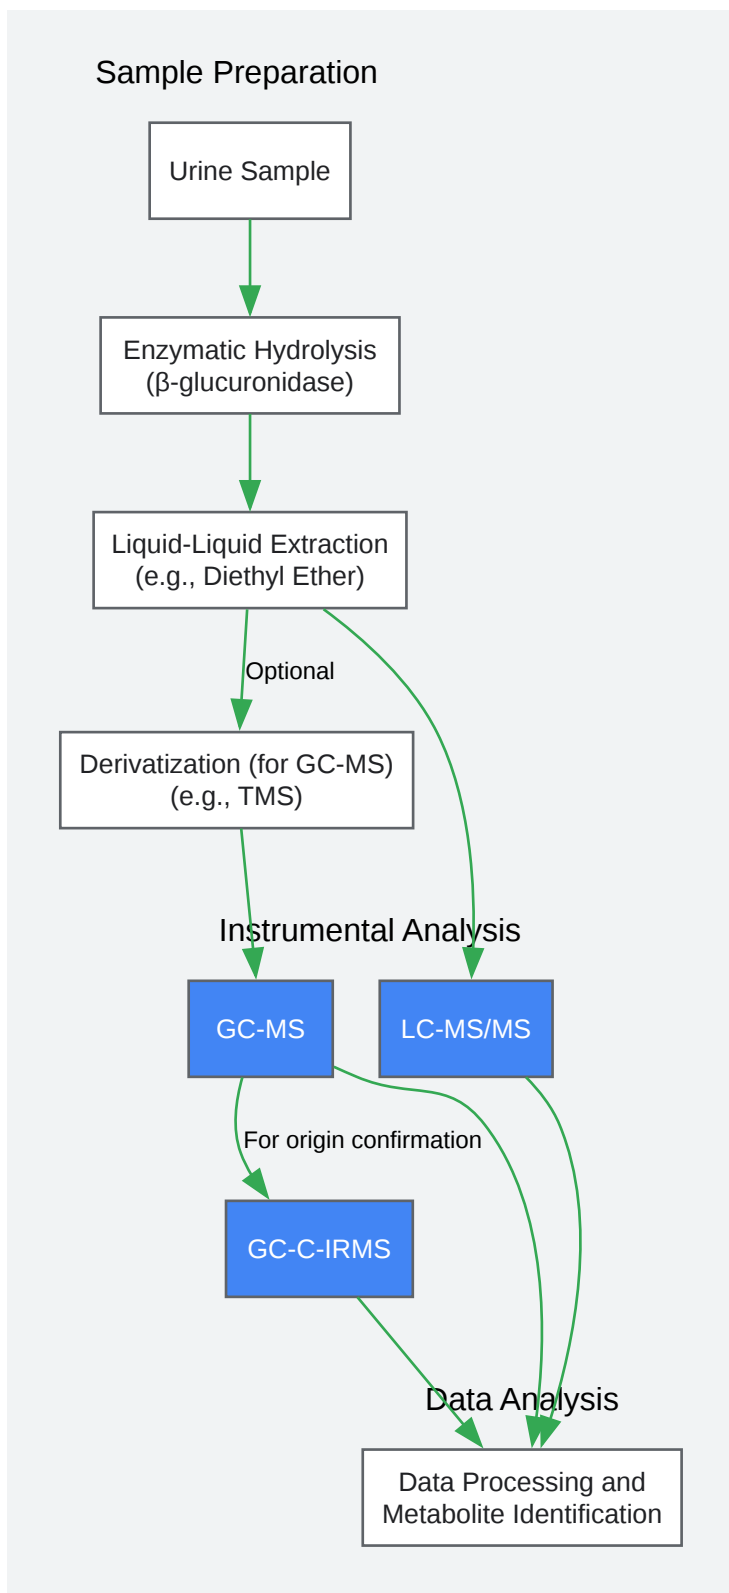 Sample Preparation
Urine Sample
Enzymatic Hydrolysis
(β-glucuronidase)
Liquid-Liquid Extraction
(e.g., Diethyl Ether)
Optional
Derivatization (for GC-MS)
(e.g., TMS)
Instrumental Analysis
GC-MS
LC-MS/MS
For origin confirmation
GC-C-IRMS
Data Analysis
Data Processing and
Metabolite Identification